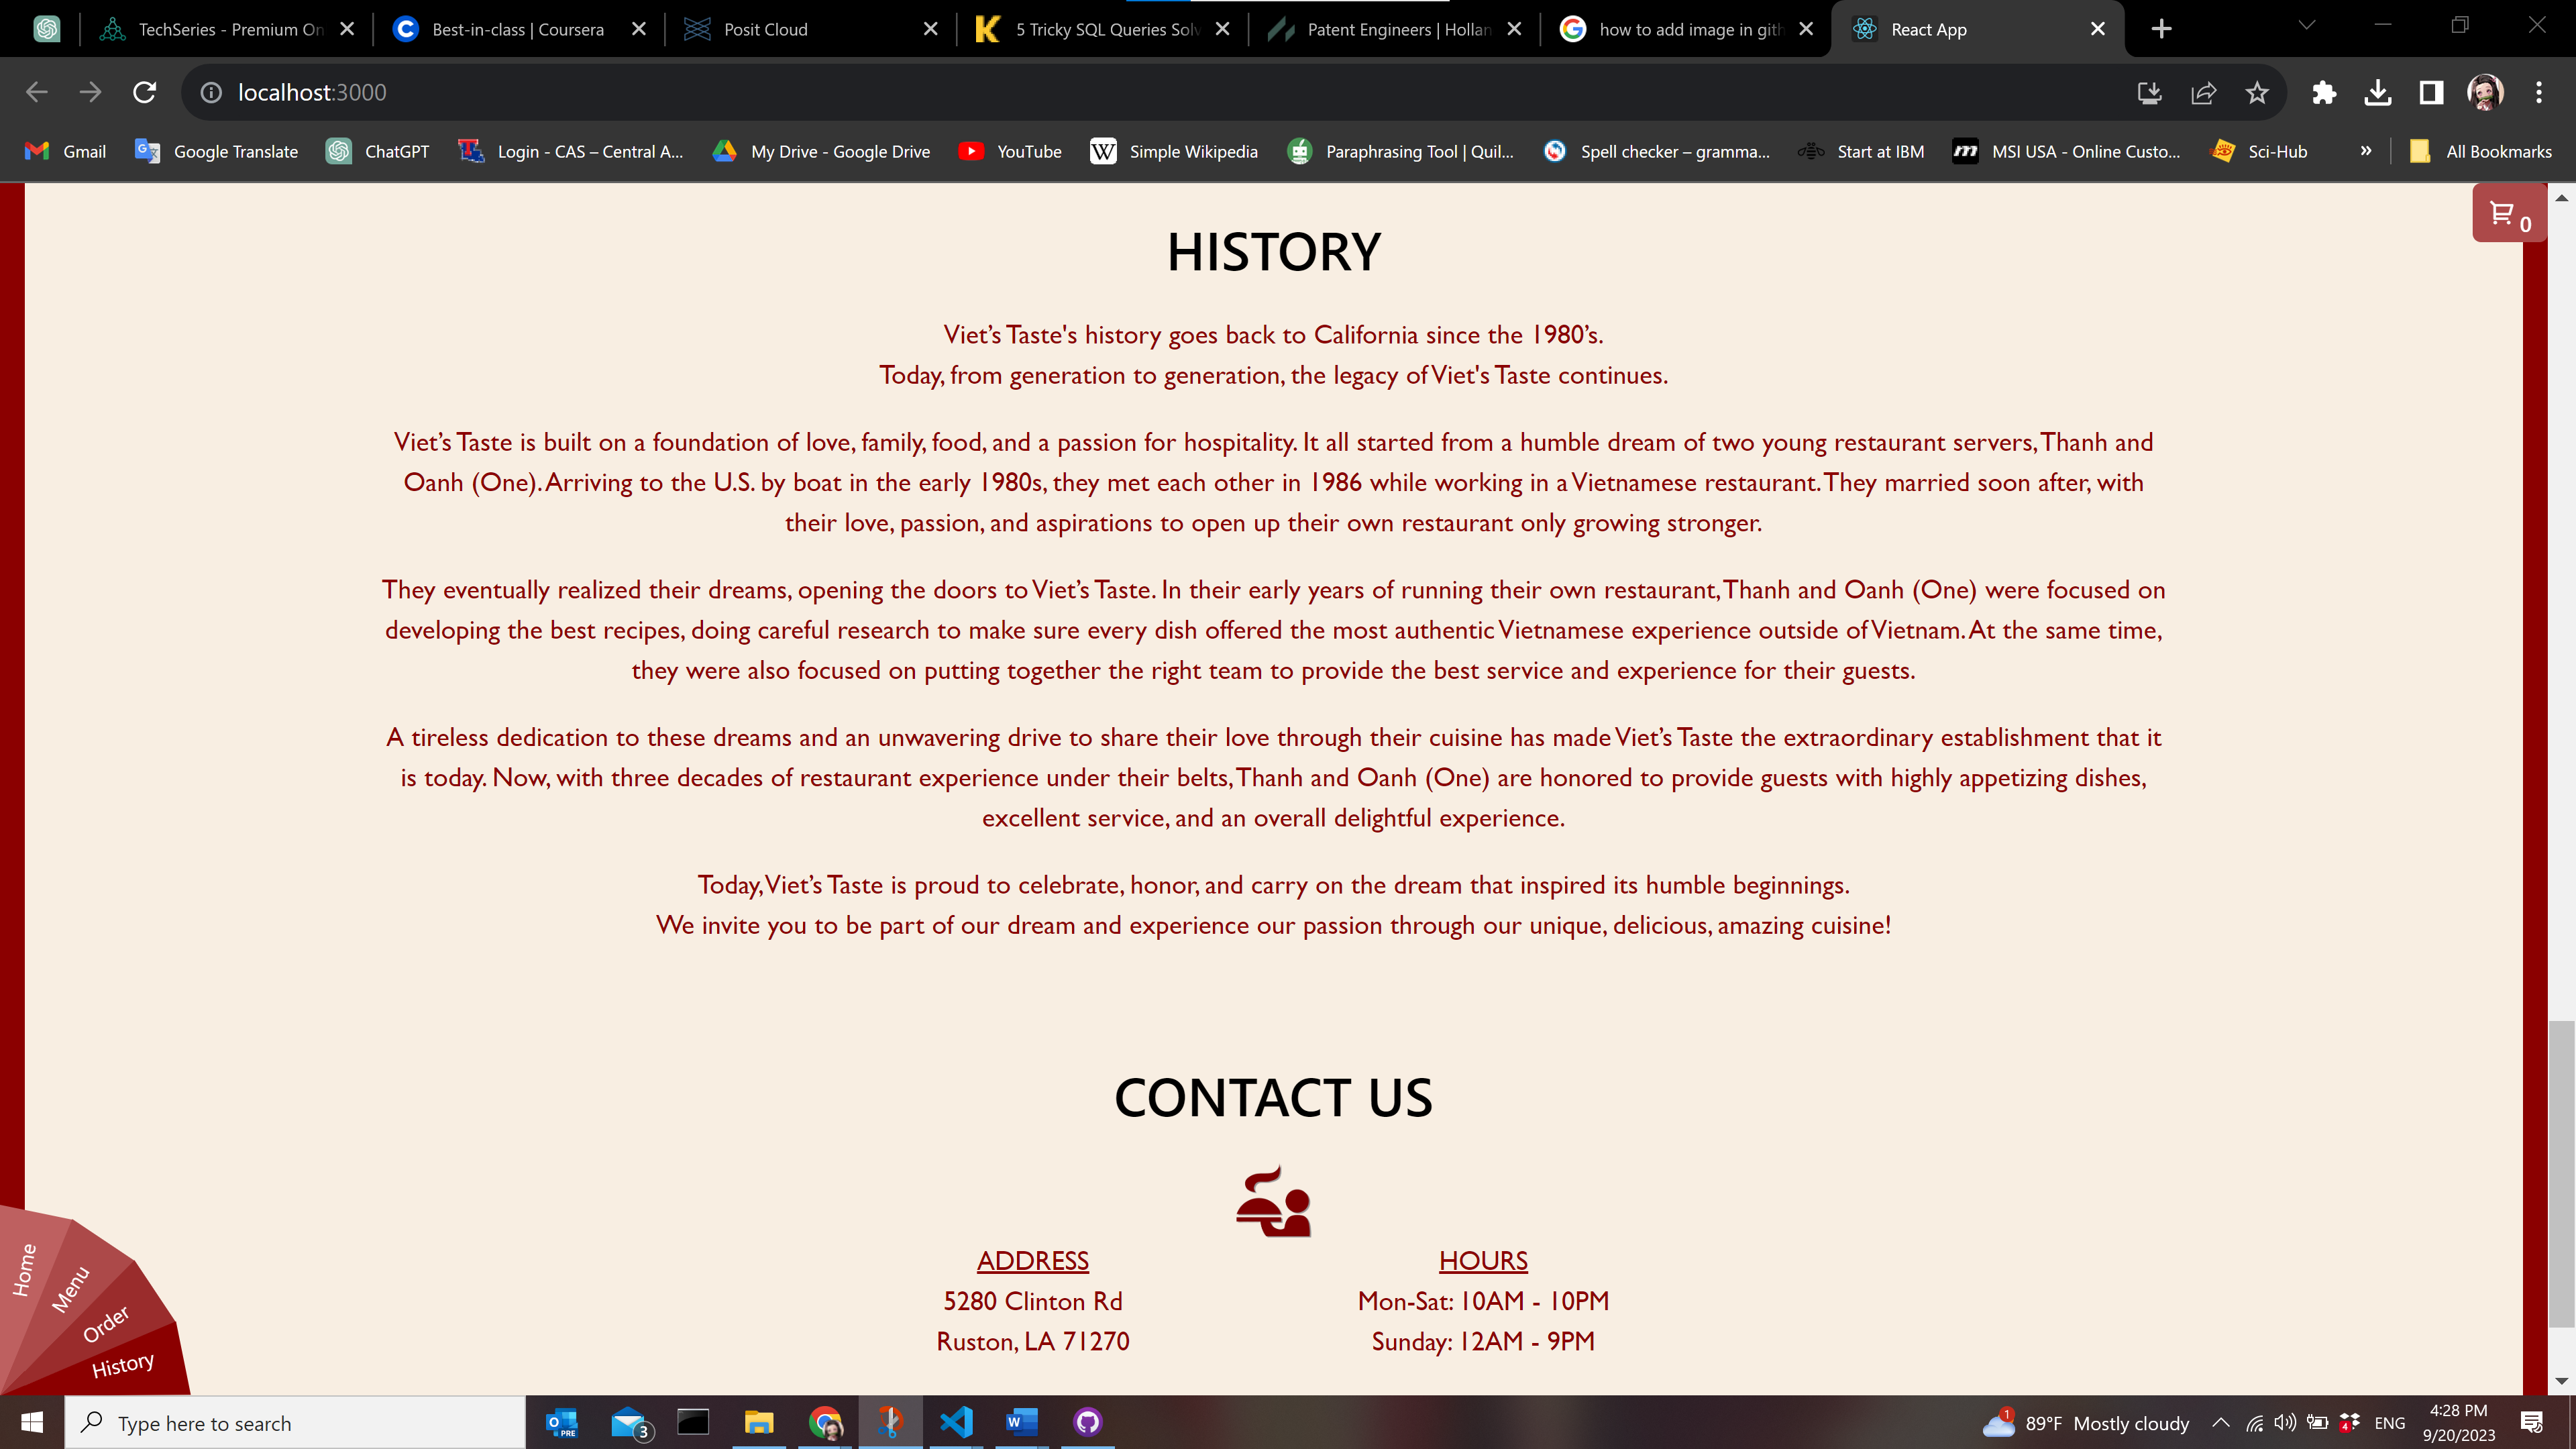 TechSeries - Premium On
Best-in-class | Coursera
Posit Cloud
5 Tricky SQL Queries Solv
Patent Engineers | Hollan
how to add image in gith
React App
localhost:3000
Gmail
Google Translate
ChatGPT
Login - CAS – Central A...
My Drive - Google Drive
YouTube
Simple Wikipedia
Paraphrasing Tool | Quil...
Spell checker – gramma...
Start at IBM
MSI USA - Online Custo...
Sci-Hub
»
All Bookmarks
0
HISTORY
Viet’s Taste's history goes back to California since the 1980’s.
Today, from generation to generation, the legacy of Viet's Taste continues.
Viet’s Taste is built on a foundation of love, family, food, and a passion for hospitality. It all started from a humble dream of two young restaurant servers, Thanh and
Oanh (One). Arriving to the U.S. by boat in the early 1980s, they met each other in 1986 while working in a Vietnamese restaurant. They married soon after, with
their love, passion, and aspirations to open up their own restaurant only growing stronger.
They eventually realized their dreams, opening the doors to Viet’s Taste. In their early years of running their own restaurant, Thanh and Oanh (One) were focused on
developing the best recipes, doing careful research to make sure every dish offered the most authentic Vietnamese experience outside of Vietnam. At the same time,
they were also focused on putting together the right team to provide the best service and experience for their guests.
A tireless dedication to these dreams and an unwavering drive to share their love through their cuisine has made Viet’s Taste the extraordinary establishment that it
is today. Now, with three decades of restaurant experience under their belts, Thanh and Oanh (One) are honored to provide guests with highly appetizing dishes,
excellent service, and an overall delightful experience.
Today, Viet’s Taste is proud to celebrate, honor, and carry on the dream that inspired its humble beginnings.
We invite you to be part of our dream and experience our passion through our unique, delicious, amazing cuisine!
CONTACT US
ADDRESS
5280 Clinton Rd
Ruston, LA 71270
HOURS
Mon-Sat: 10AM - 10PM
Sunday: 12AM - 9PM
Home
Menu
Order
History
Type here to search
PRE
3
1
89°F Mostly cloudy
4
ENG
4:28 PM
9/20/2023